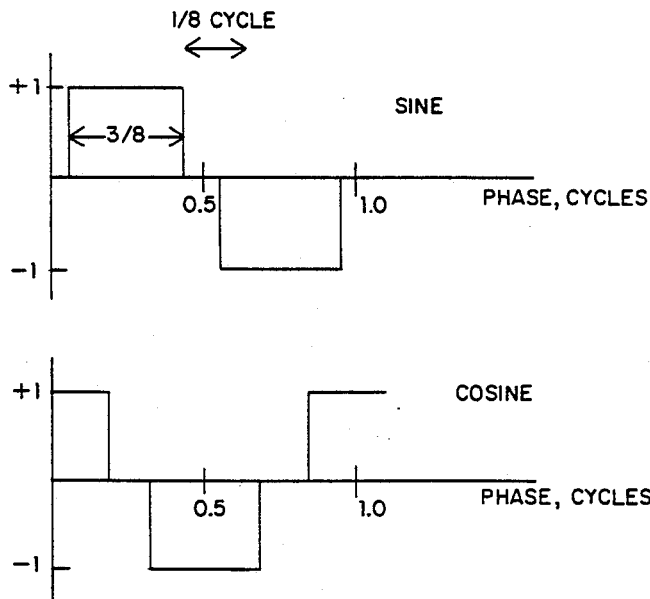 1/8 CYCLE
+1
SINE
3/8
0.5
1.0
PHASE, CYCLES
−1
+1
COSINE
0.5
1.0
PHASE, CYCLES
−1